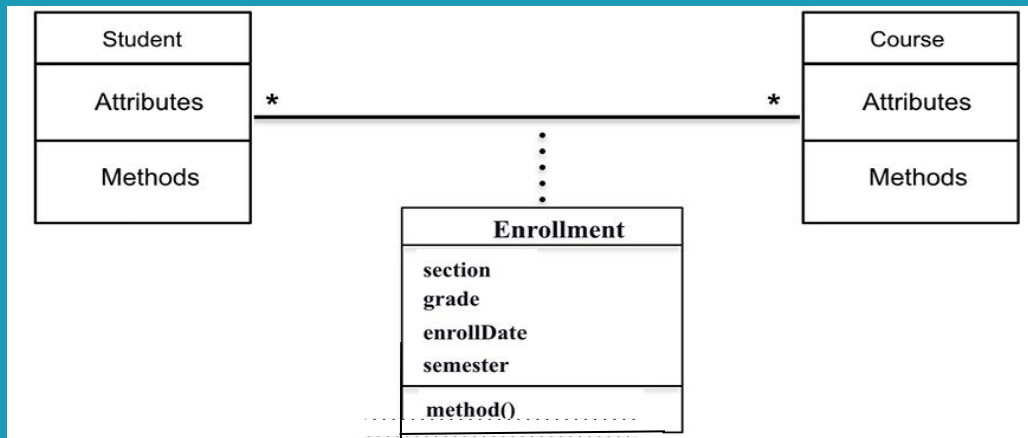 Student
Attributes
Methods
*
*
Course
Attributes
Methods
Enrollment
section
grade
enrollDate
semester
method()